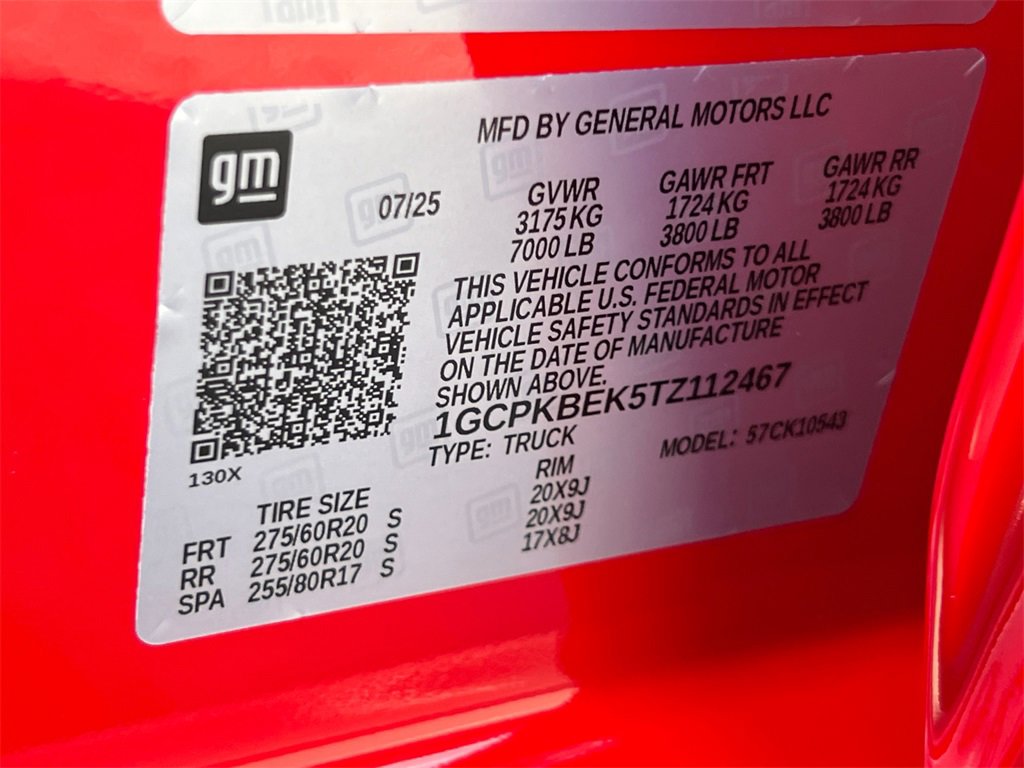 MFD BY GENERAL MOTORS LLC
gm
07/25
GVWR GAWR FRT GAWR RR
3175 KG 1724 KG 1724 KG
7000 LB 3800 LB 3800 LB
THIS VEHICLE CONFORMS TO ALL
APPLICABLE U.S. FEDERAL MOTOR
VEHICLE SAFETY STANDARDS IN EFFECT
ON THE DATE OF MANUFACTURE
SHOWN ABOVE.
1GCPKBEK5TZ112467
TYPE: TRUCK MODEL: 57CK10543
130X
TIRE SIZE RIM
FRT 275/60R20 S 20X9J
RR 275/60R20 S 20X9J
SPA 255/80R17 S 17X8J